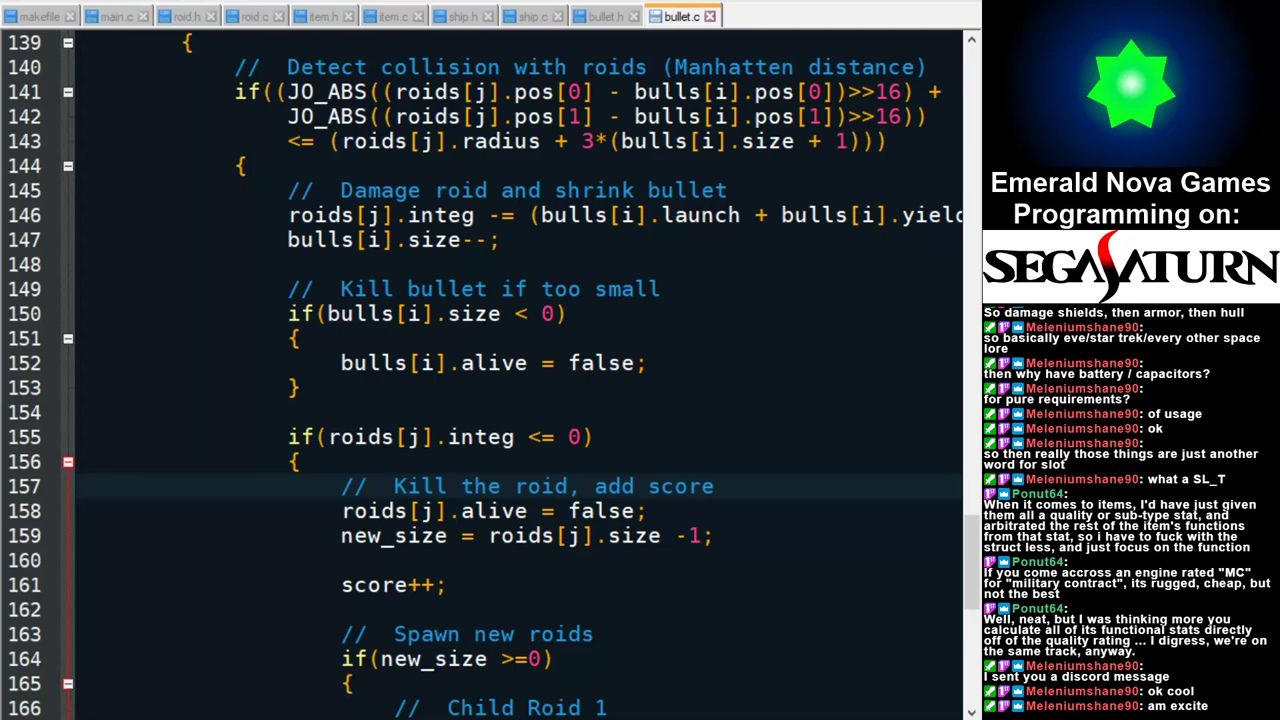 makefile main.c roid.h roid.c item.h item.c ship.h ship.c bullet.h bullet.c
139 {
140 // Detect collision with roids (Manhatten distance)
141 if((JO_ABS((roids[j].pos[0] - bulls[i].pos[0])>>16) +
142 JO_ABS((roids[j].pos[1] - bulls[i].pos[1])>>16))
143 <= (roids[j].radius + 3*(bulls[i].size + 1)))
144 {
145 // Damage roid and shrink bullet
146 roids[j].integ -= (bulls[i].launch + bulls[i].yield
147 bulls[i].size--;
148
149 // Kill bullet if too small
150 if(bulls[i].size < 0)
151 {
152 bulls[i].alive = false;
153 }
154
155 if(roids[j].integ <= 0)
156 {
157 // Kill the roid, add score
158 roids[j].alive = false;
159 new_size = roids[j].size -1;
160
161 score++;
162
163 // Spawn new roids
164 if(new_size >=0)
165 {
166 // Child Roid 1
Emerald Nova Games
Programming on:
SEGA SATURN
So damage shields, then armor, then hull
Meleniumshane90:
so basically eve/star trek/every other space
lore
Meleniumshane90:
then why have battery / capacitors?
Meleniumshane90:
for pure requirements?
Meleniumshane90: of usage
Meleniumshane90: ok
Meleniumshane90:
so then really those things are just another
word for slot
Meleniumshane90: what a SL_T
Ponut64:
When it comes to items, I'd have just given
them all a quality or sub-type stat, and
arbitrated the rest of the item's functions
from that stat, so i have to fuck with the
struct less, and just focus on the function
Ponut64:
If you come accross an engine rated "MC"
for "military contract", its rugged, cheap, but
not the best
Ponut64:
Well, neat, but I was thinking more you
calculate all of its functional stats directly
off of the quality rating ... I digress, we're on
the same track, anyway.
Meleniumshane90:
I sent you a discord message
Meleniumshane90: ok cool
Meleniumshane90: am excite